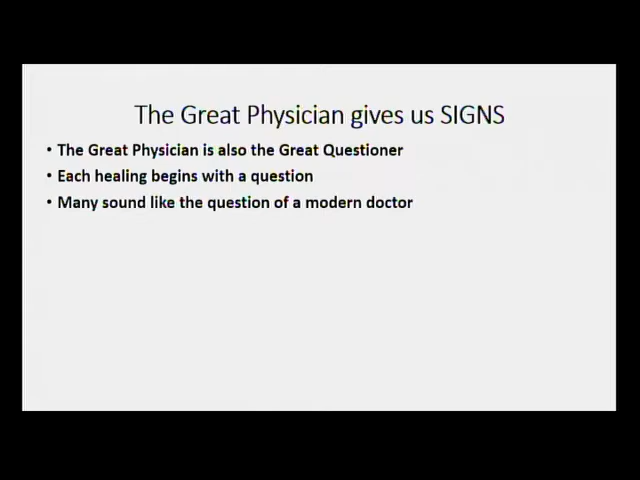 The Great Physician gives us SIGNS
• The Great Physician is also the Great Questioner
• Each healing begins with a question
• Many sound like the question of a modern doctor